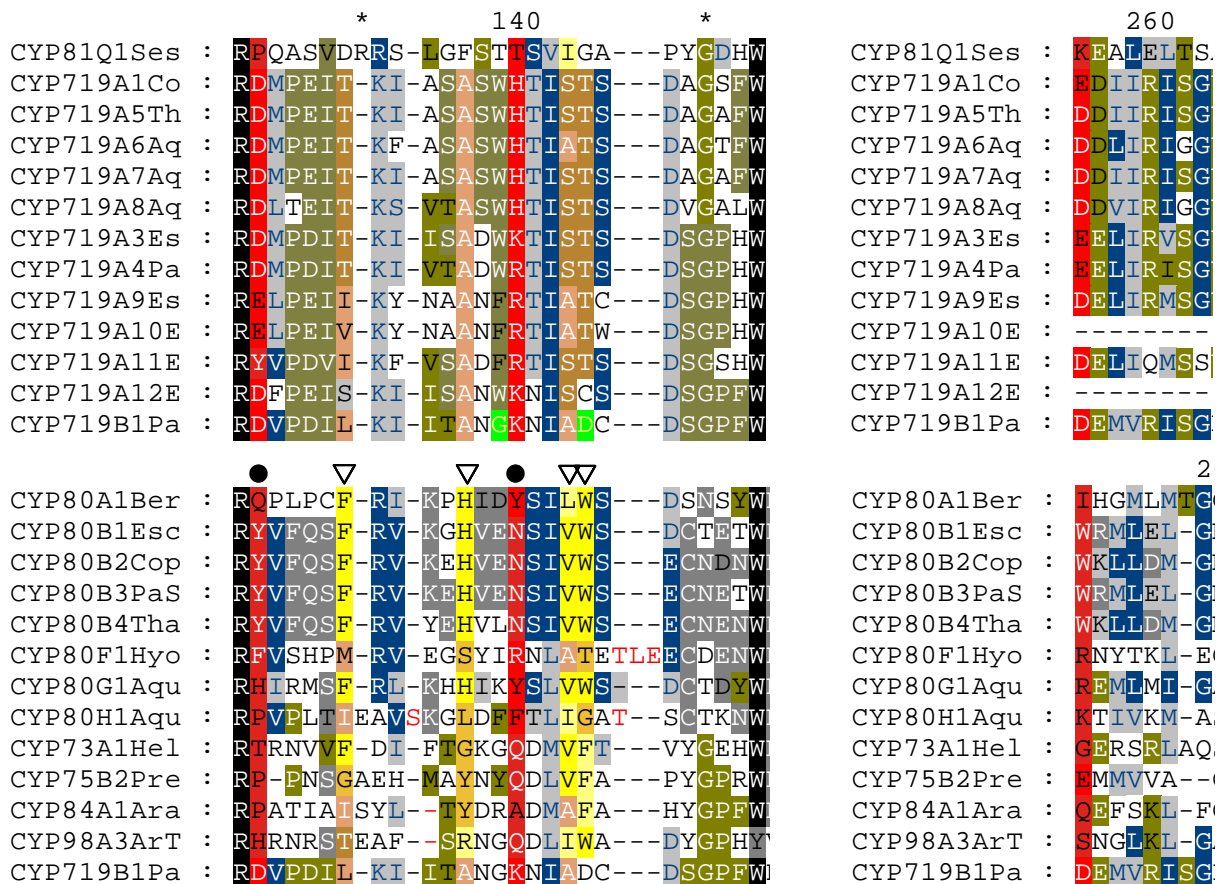 * 140 * 260
CYP81Q1Ses : RPQASVDRRS-LGFSTTSVIGA---PYGDHW CYP81Q1Ses : KEALELTS
CYP719A1Co : RDMPEIT-KI-ASASWHTISTS---DAGSFW CYP719A1Co : EDIIRISG
CYP719A5Th : RDMPEIT-KI-ASASWHTISTS---DAGAFW CYP719A5Th : DDIIRISG
CYP719A6Aq : RDMPEIT-KF-ASASWHTIATS---DAGTFW CYP719A6Aq : DDLIRIGG
CYP719A7Aq : RDMPEIT-KI-ASASWHTISTS---DAGAFW CYP719A7Aq : DDIIRISG
CYP719A8Aq : RDLTEIT-KS-VTASWHTISTS---DVGALW CYP719A8Aq : DDVIRIGG
CYP719A3Es : RDMPDIT-KI-ISADWKTISTS---DSGPHW CYP719A3Es : EELIRVSG
CYP719A4Pa : RDMPDIT-KI-VTADWRTISTS---DSGPHW CYP719A4Pa : EELIRISG
CYP719A9Es : RELPEII-KY-NAANFRTIATC---DSGPHW CYP719A9Es : DELIRMSG
CYP719A10E : RELPEIV-KY-NAANFRTIATW---DSGPHW CYP719A10E : --------
CYP719A11E : RYVPDVI-KF-VSADFRTISTS---DSGSHW CYP719A11E : DELIQMSS
CYP719A12E : RDFPEIS-KI-ISANWKNISCS---DSGPFW CYP719A12E : --------
CYP719B1Pa : RDVPDIL-KI-ITANGKNIADC---DSGPFW CYP719B1Pa : DEMVRISG
2
CYP80A1Ber : RQPLPCF-RI-KPHIDYSILWS---DSNSYW CYP80A1Ber : IHGMLMTG
CYP80B1Esc : RYVFQSF-RV-KGHVENSIVWS---DCTETW CYP80B1Esc : WRMLEL-G
CYP80B2Cop : RYVFQSF-RV-KEHVENSIVWS---ECNDNW CYP80B2Cop : WKLLDM-G
CYP80B3PaS : RYVFQSF-RV-KEHVENSIVWS---ECNETW CYP80B3PaS : WRMLEL-G
CYP80B4Tha : RYVFQSF-RV-YEHVLNSIVWS---ECNENW CYP80B4Tha : WKLLDM-G
CYP80F1Hyo : RFVSHPM-RV-EGSYIRNLATETLEECDENW CYP80F1Hyo : RNYTKL-E
CYP80G1Aqu : RHIRMSF-RL-KHHIKYSLVWS---DCTDYW CYP80G1Aqu : REMLMI-G
CYP80H1Aqu : RPVPLTIEAVSKGLDFFTLIGAT--SCTKNW CYP80H1Aqu : KTIVKM-A
CYP73A1Hel : RTRNVVF-DI-FTGKGQDMVFT---VYGEHW CYP73A1Hel : GERSRLAQ
CYP75B2Pre : RP-PNSGAEH-MAYNYQDLVFA---PYGPRW CYP75B2Pre : EMMVVA--
CYP84A1Ara : RPATIAISYL--TYDRADMAFA---HYGPFW CYP84A1Ara : QEFSKL-F
CYP98A3ArT : RHRNRSTEAF--SRNGQDLIWA---DYGPHY CYP98A3ArT : SNGLKL-G
CYP719B1Pa : RDVPDIL-KI-ITANGKNIADC---DSGPFW CYP719B1Pa : DEMVRISG